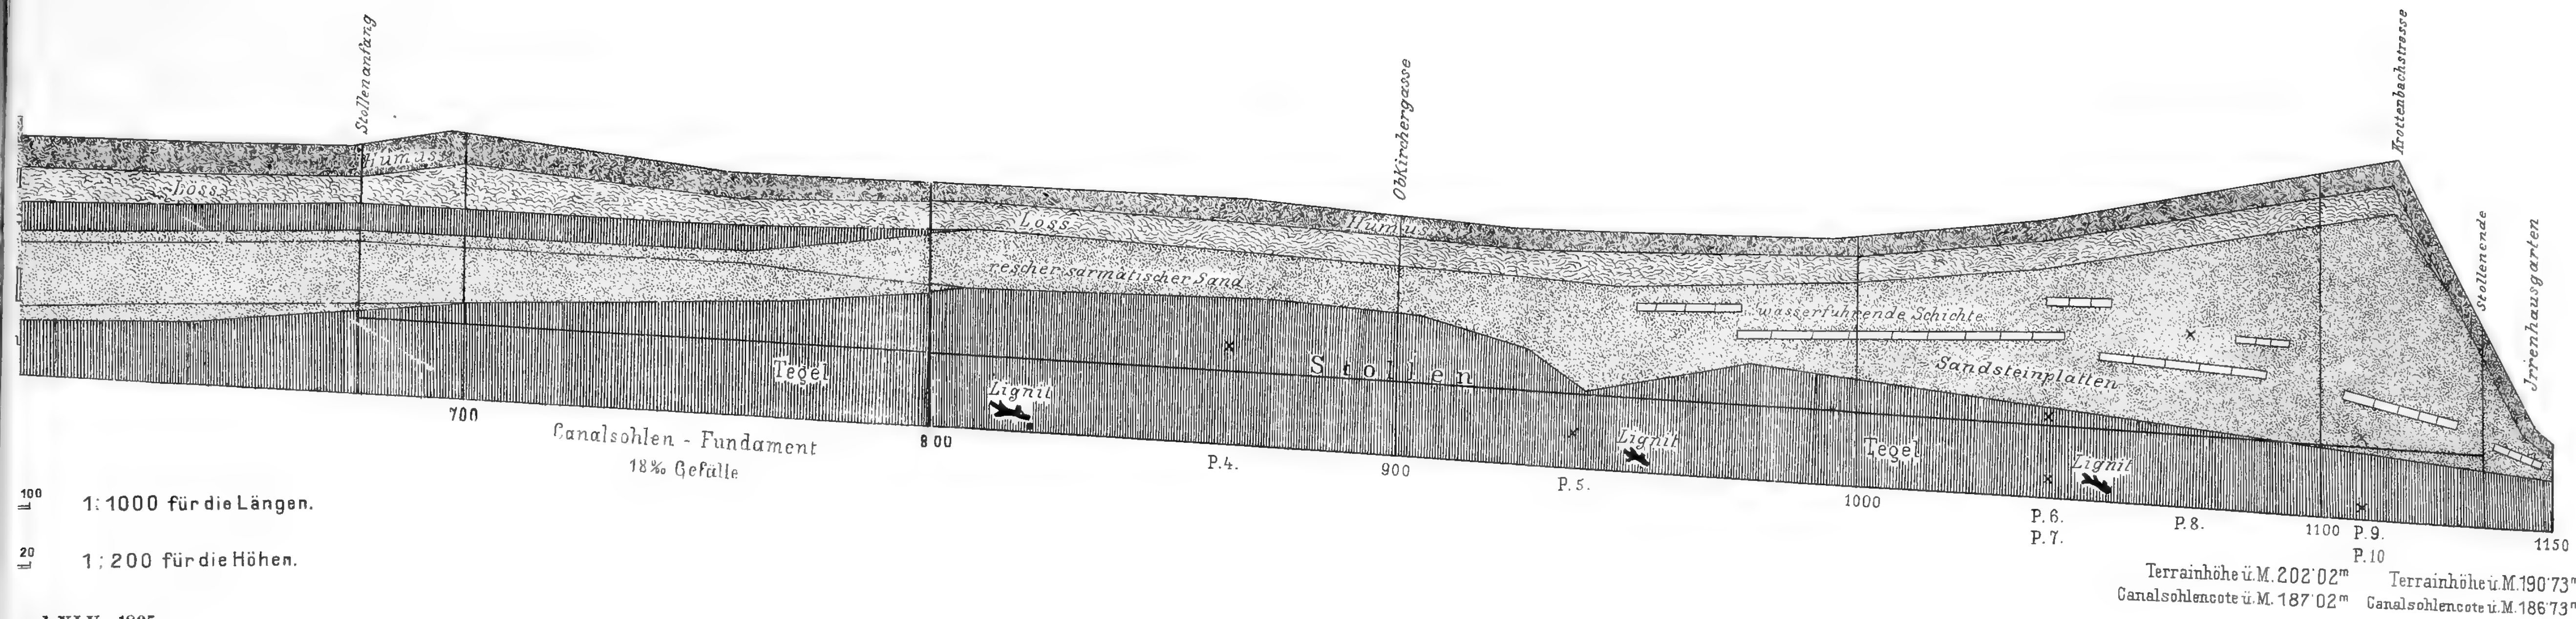 Stollenanfang
ObKirchergasse
Krottenbachstrasse
Stollenende
Irrenhausgarten
Humus
Löss
Löss
Humus
rescher sarmatischer Sand
wasserführende Schichte
Sandsteinplatten
Tegel
Stollen
Lignit
Lignit
Tegel
Lignit
700
800
900
1000
1100
1150
P.4.
P.5.
P.6.
P.7.
P.8.
P.9.
P.10
Canalsohlen - Fundament
18‰ Gefälle
100
1:1000 für die Längen.
20
1:200 für die Höhen.
Terrainhöhe ü.M. 202·02ᵐ
Canalsohlencote ü.M. 187·02ᵐ
Terrainhöhe ü.M. 190·73ᵐ
Canalsohlencote ü.M. 186·73ᵐ